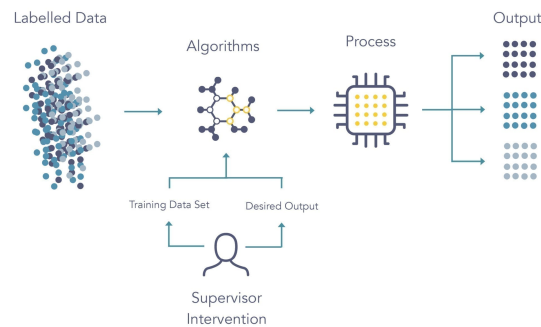 Labelled Data
Algorithms
Process
Output
Training Data Set
Desired Output
Supervisor
Intervention